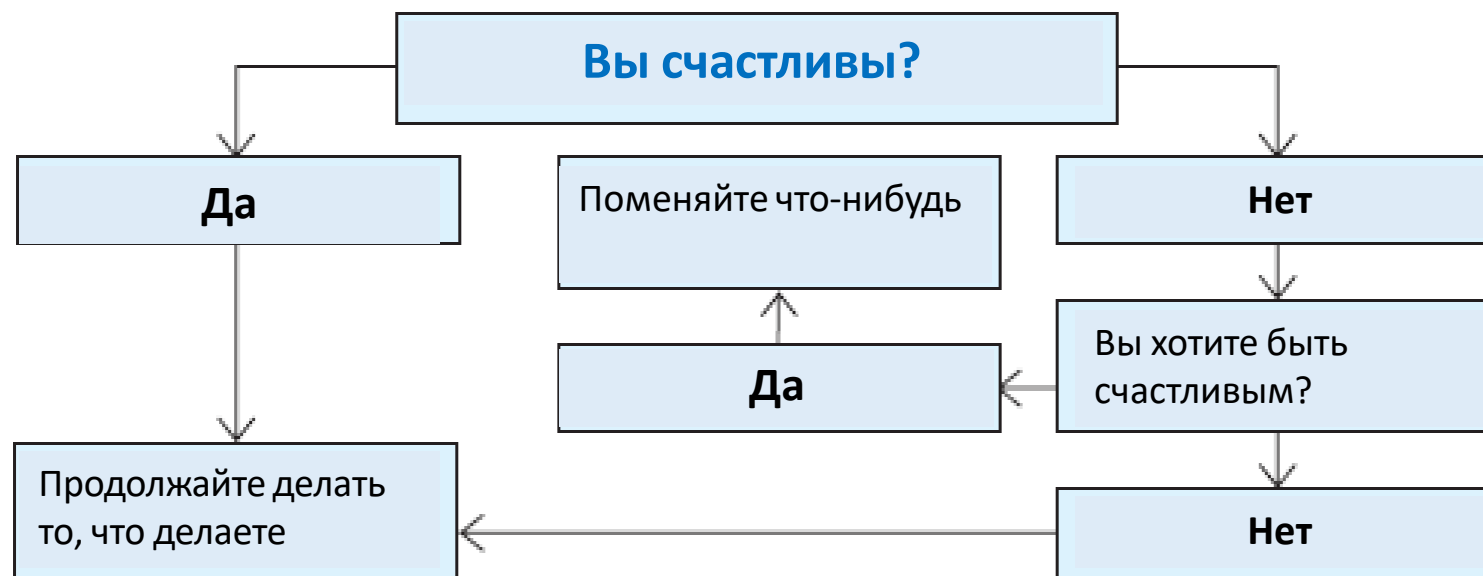 Вы счастливы?
Да
Поменяйте что-нибудь
Нет
Вы хотите быть
счастливым?
Да
Продолжайте делать
то, что делаете
Нет